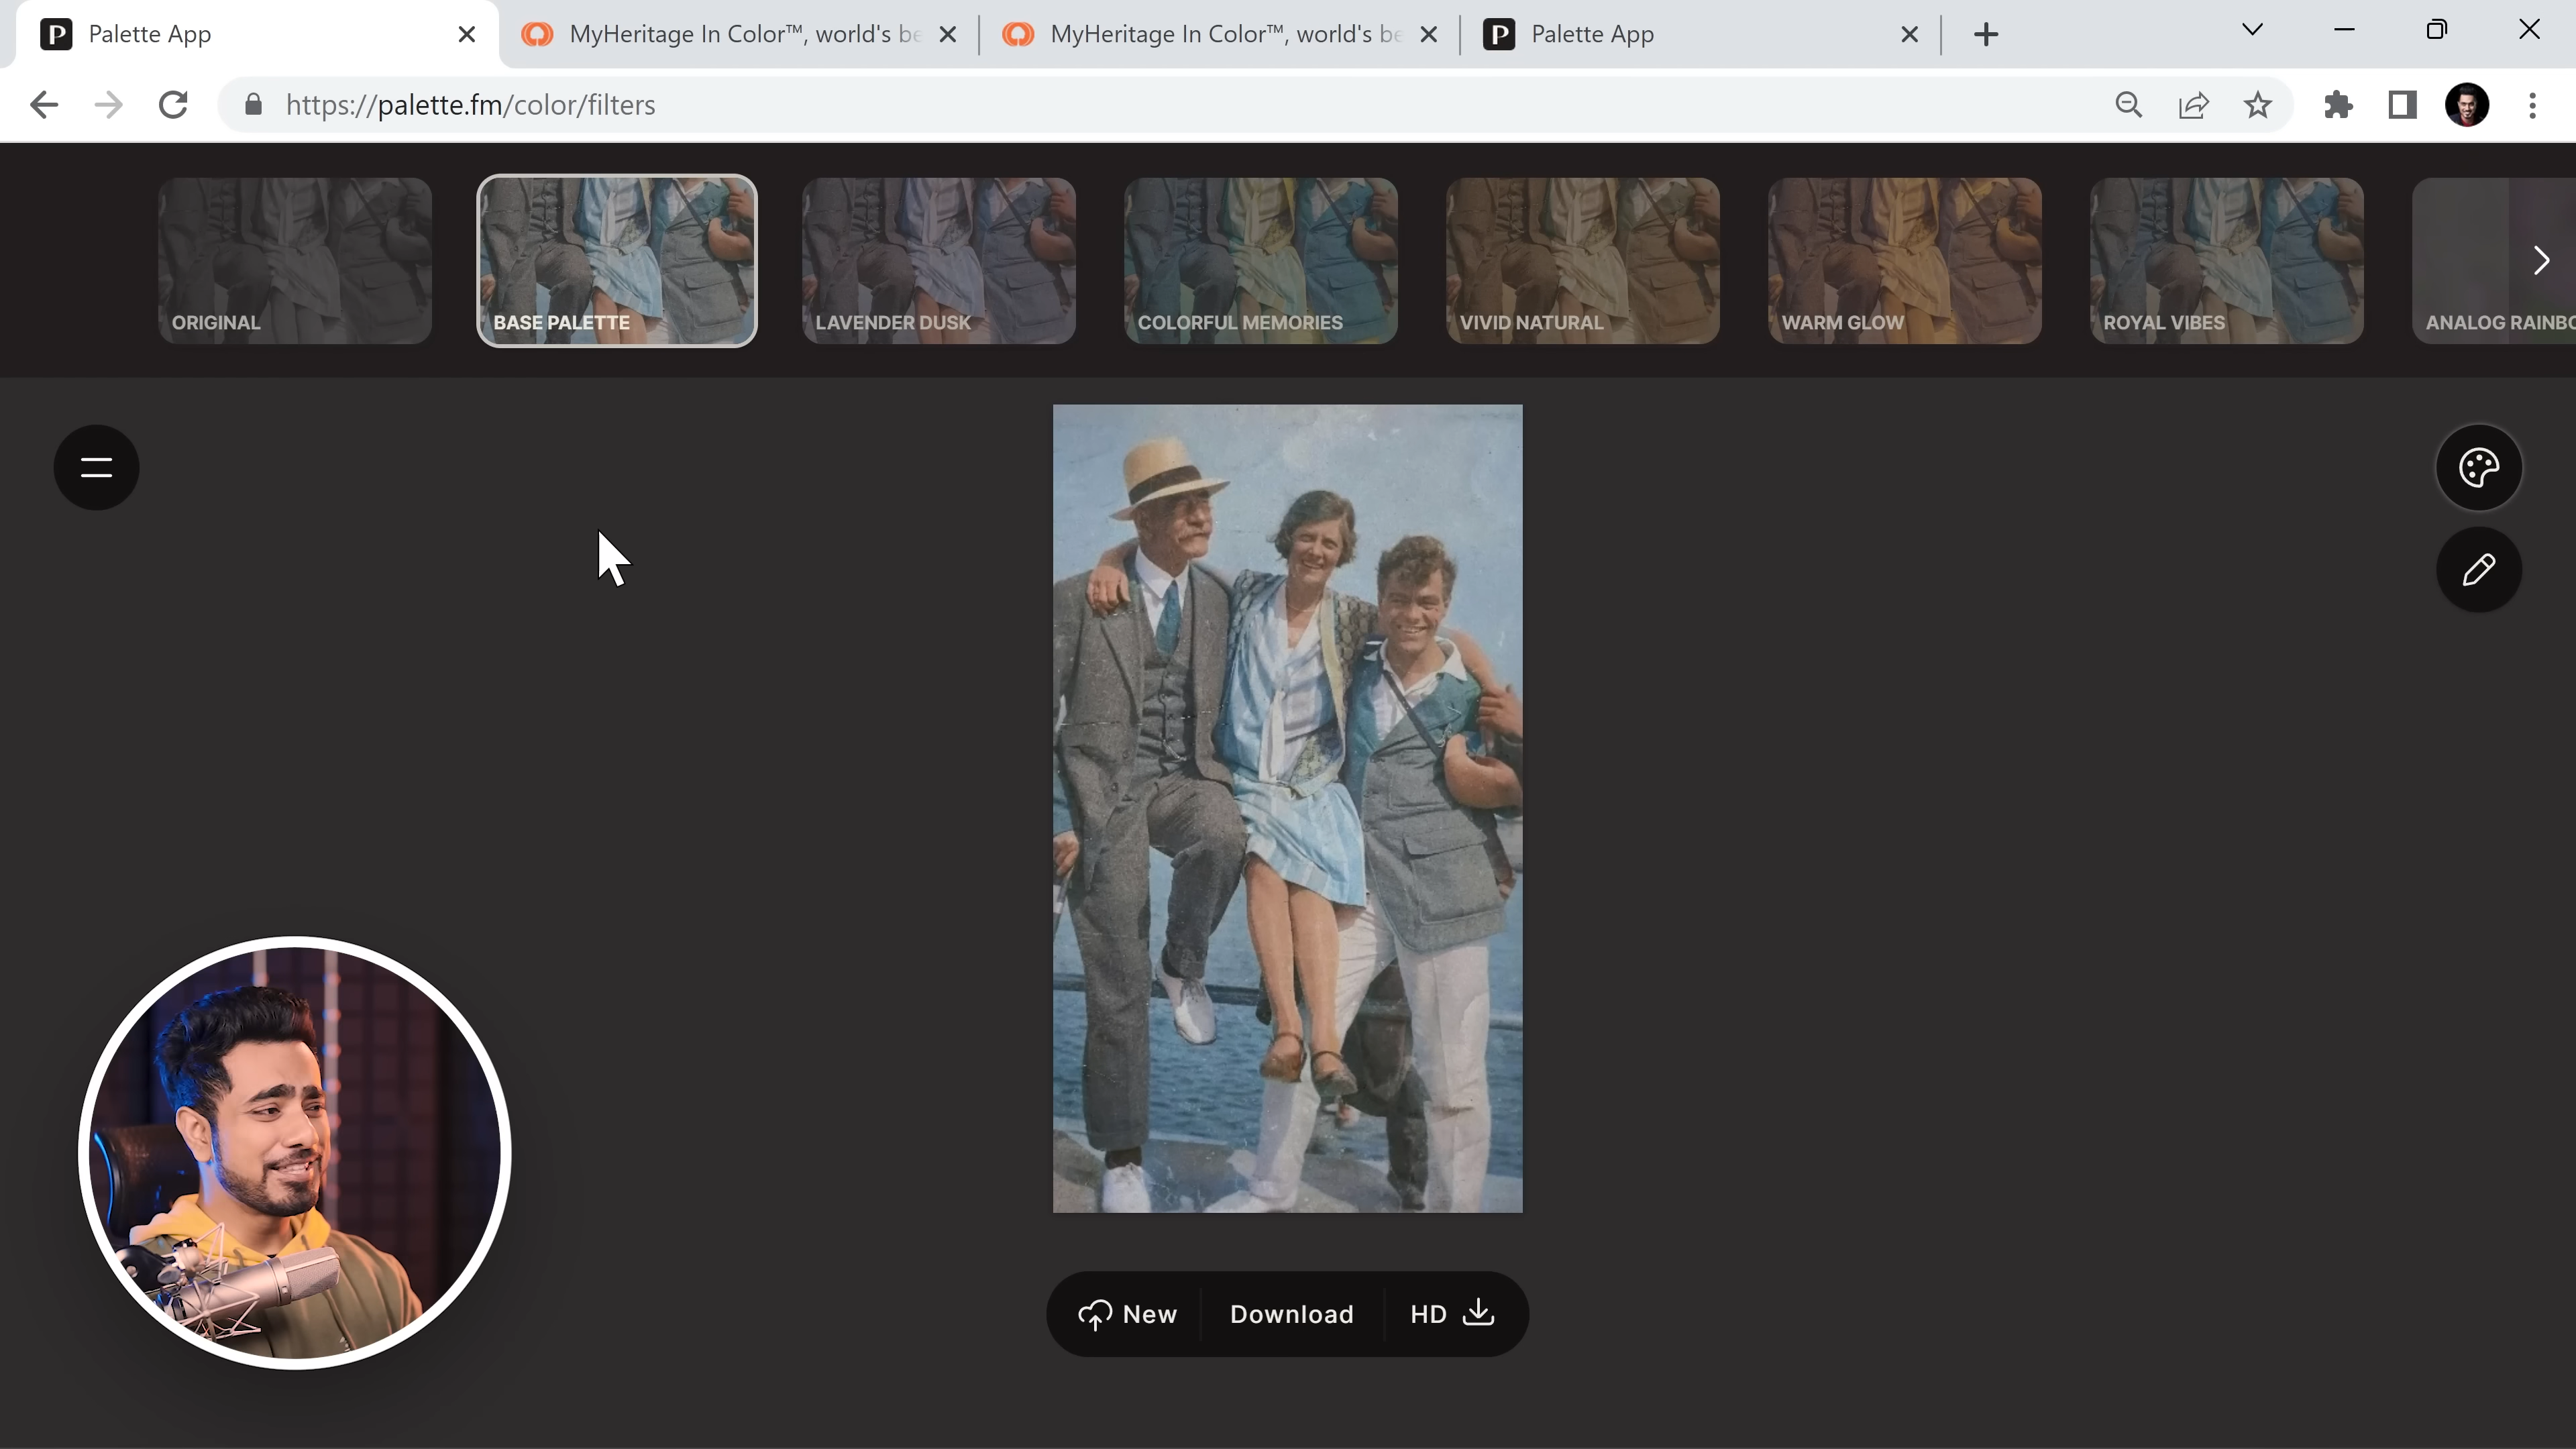 P Palette App
MyHeritage In Color™, world's be
MyHeritage In Color™, world's be
P Palette App
https://palette.fm/color/filters
ORIGINAL
BASE PALETTE
LAVENDER DUSK
COLORFUL MEMORIES
VIVID NATURAL
WARM GLOW
ROYAL VIBES
ANALOG RAINBO
New
Download
HD